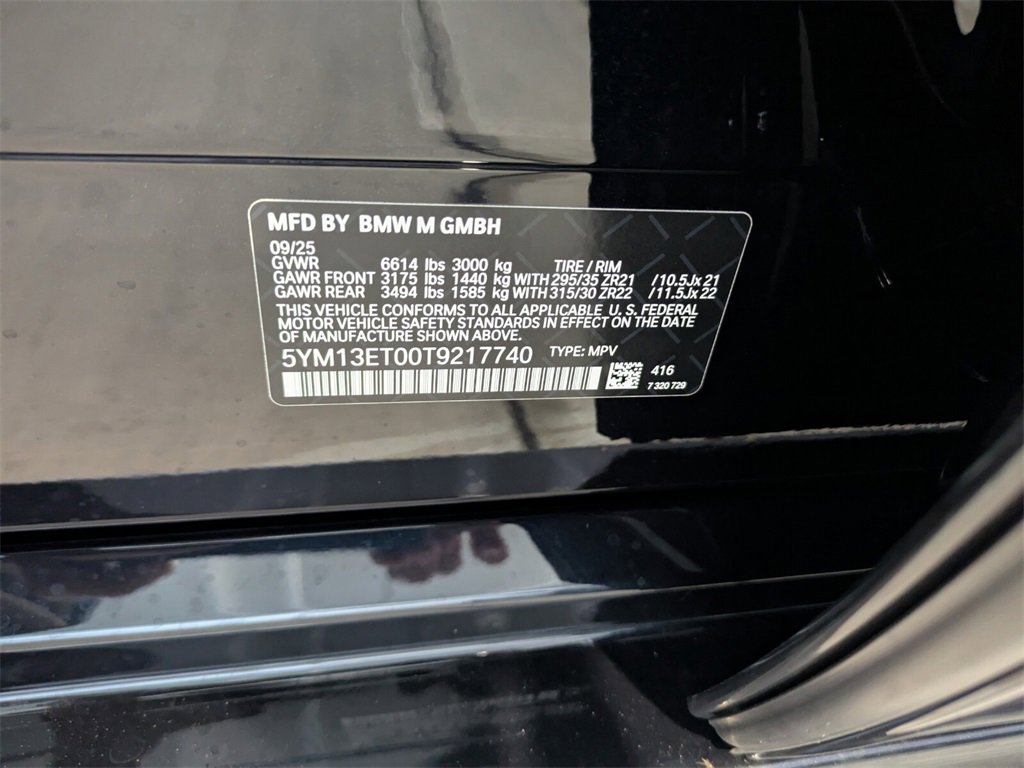 MFD BY BMW M GMBH
09/25
GVWR 6614 lbs 3000 kg TIRE / RIM
GAWR FRONT 3175 lbs 1440 kg WITH 295/35 ZR21 /10.5Jx 21
GAWR REAR 3494 lbs 1585 kg WITH 315/30 ZR22 /11.5Jx 22
THIS VEHICLE CONFORMS TO ALL APPLICABLE U. S. FEDERAL
MOTOR VEHICLE SAFETY STANDARDS IN EFFECT ON THE DATE
OF MANUFACTURE SHOWN ABOVE.
5YM13ET00T9217740 TYPE: MPV
416
7 320 729